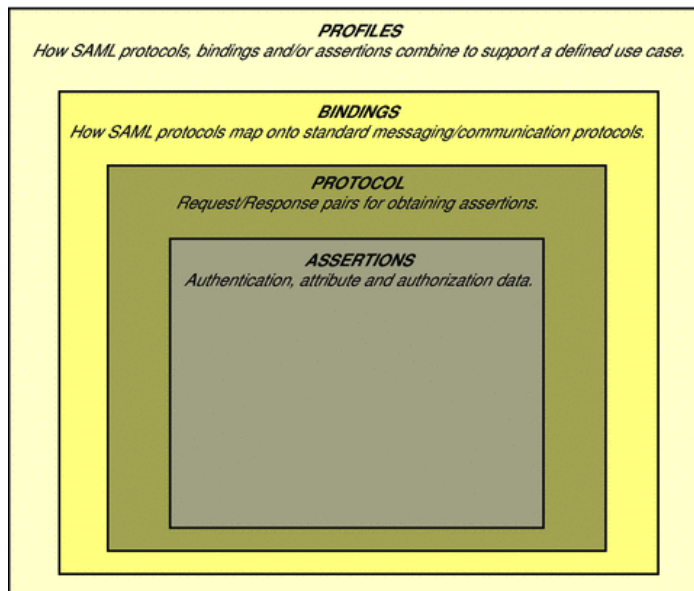 PROFILES
How SAML protocols, bindings and/or assertions combine to support a defined use case.
BINDINGS
How SAML protocols map onto standard messaging/communication protocols.
PROTOCOL
Request/Response pairs for obtaining assertions.
ASSERTIONS
Authentication, attribute and authorization data.